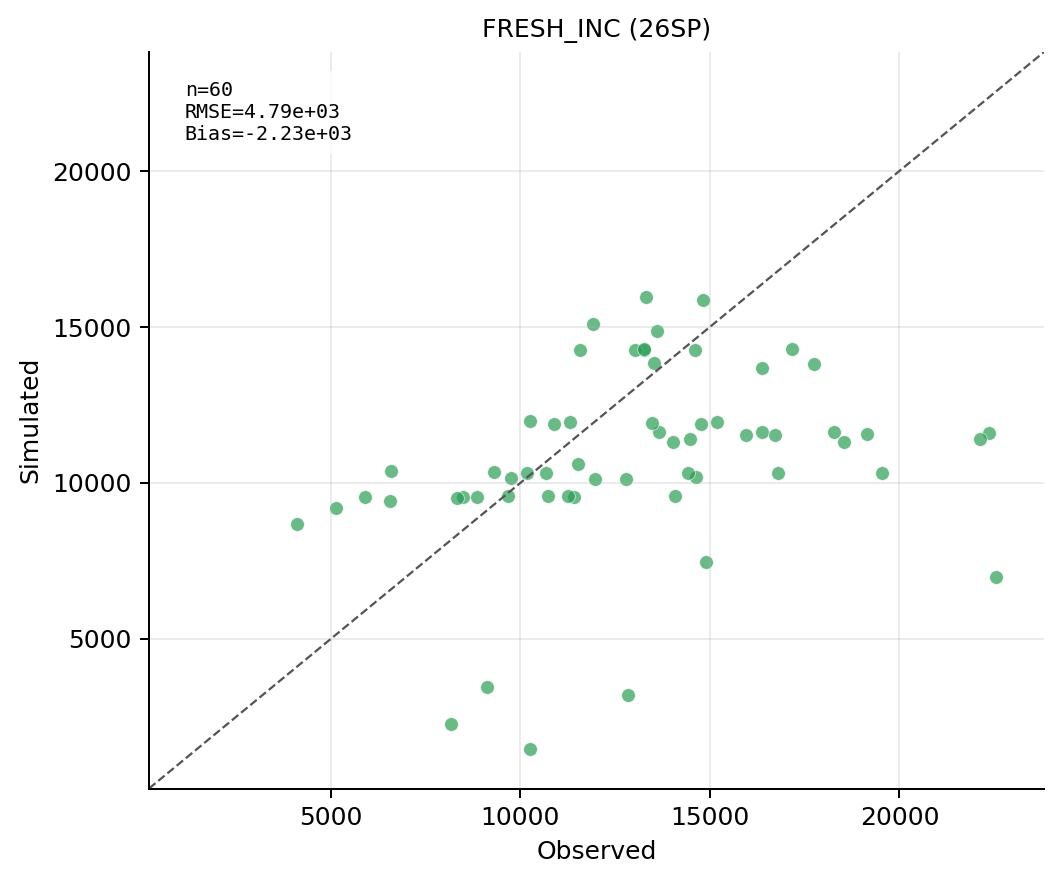 FRESH_INC (26SP)
n=60
RMSE=4.79e+03
Bias=-2.23e+03
20000
15000
10000
5000
Simulated
5000 10000 15000 20000
Observed